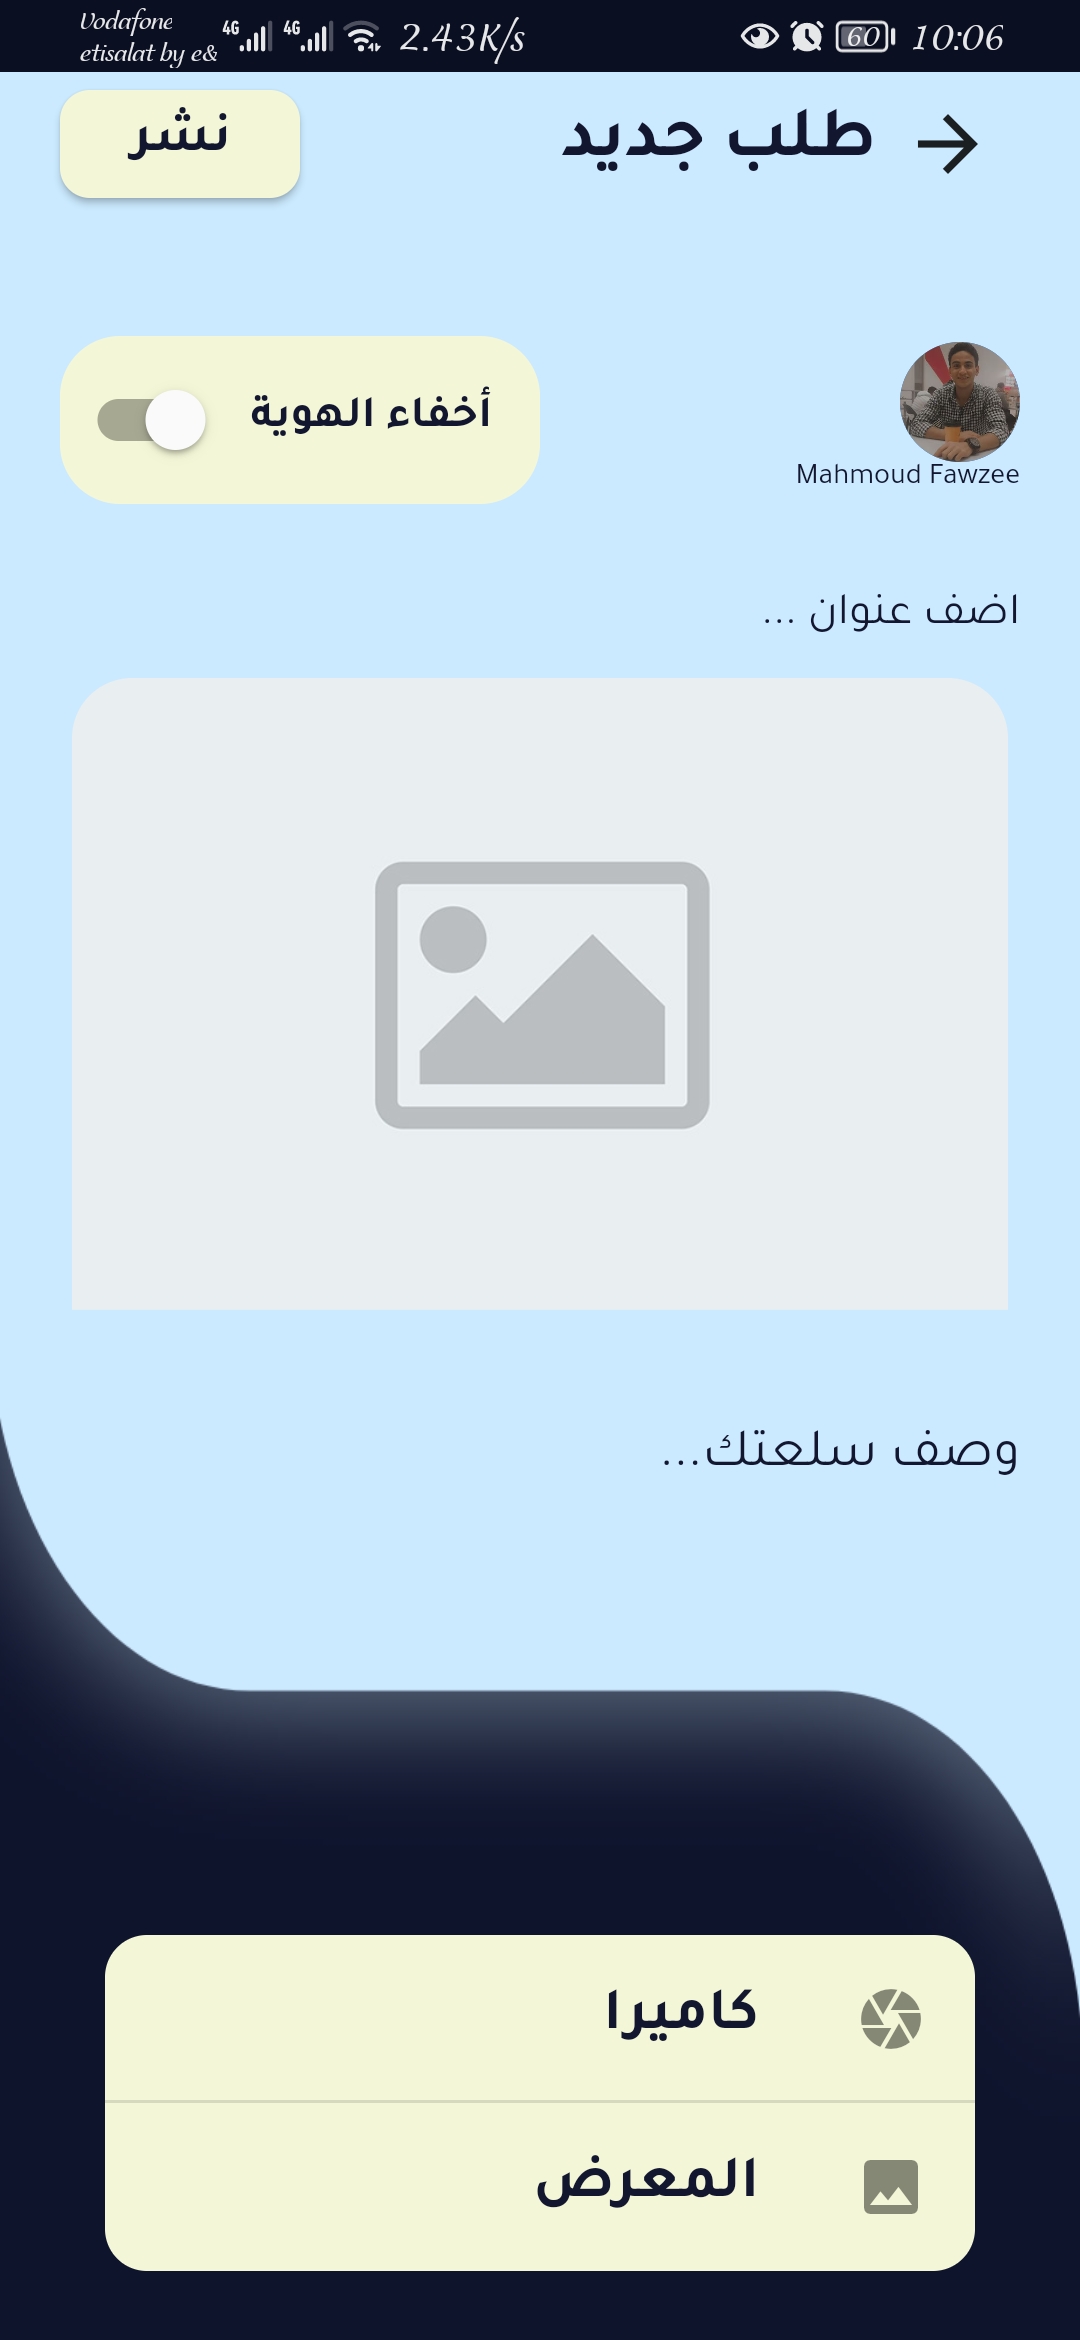 Vodafone
etisalat by e&
4G 4G 2.43K/s 60 10:06
طلب جديد
نشر
أخفاء الهوية
Mahmoud Fawzee
اضف عنوان ...
وصف سلعتك...
كاميرا
المعرض